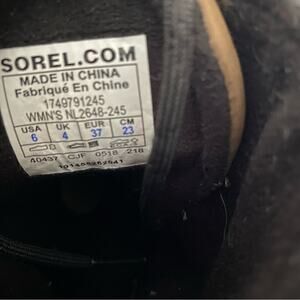 SOREL.COM
MADE IN CHINA
Fabriqué En Chine
1749791245
WMN'S NL2648-245
USA UK EUR CM
6 4 37 23
40437 CJF 0518 218